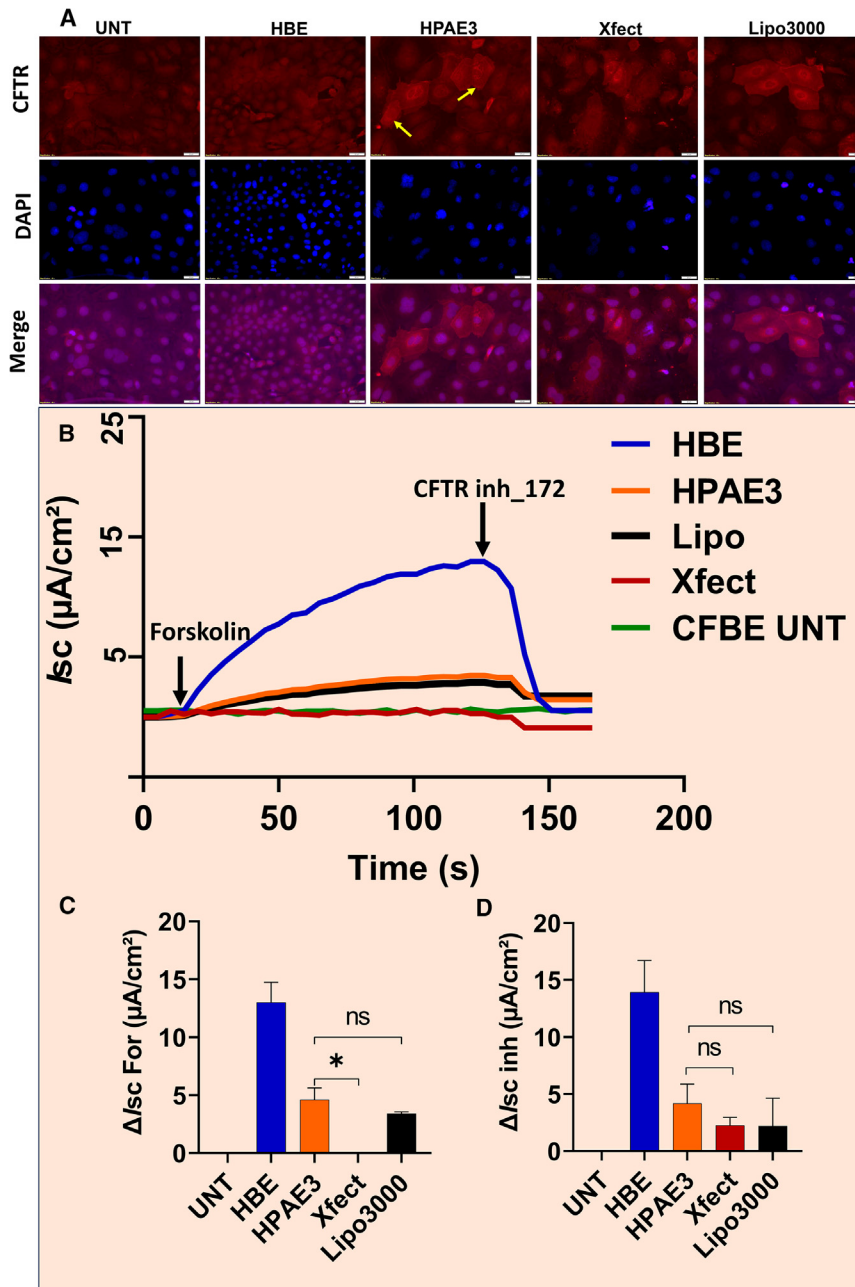 A
UNT HBE HPAE3 Xfect Lipo3000
CFTR
DAPI
Merge
B
25
15
5
Isc (μA/cm²)
Forskolin
CFTR inh_172
HBE
HPAE3
Lipo
Xfect
CFBE UNT
0 50 100 150 200
Time (s)
C
20
15
10
5
0
ΔIsc For (μA/cm²)
ns
*
UNT HBE HPAE3 Xfect Lipo3000
D
20
15
10
5
0
ΔIsc inh (μA/cm²)
ns
ns
UNT HBE HPAE3 Xfect Lipo3000